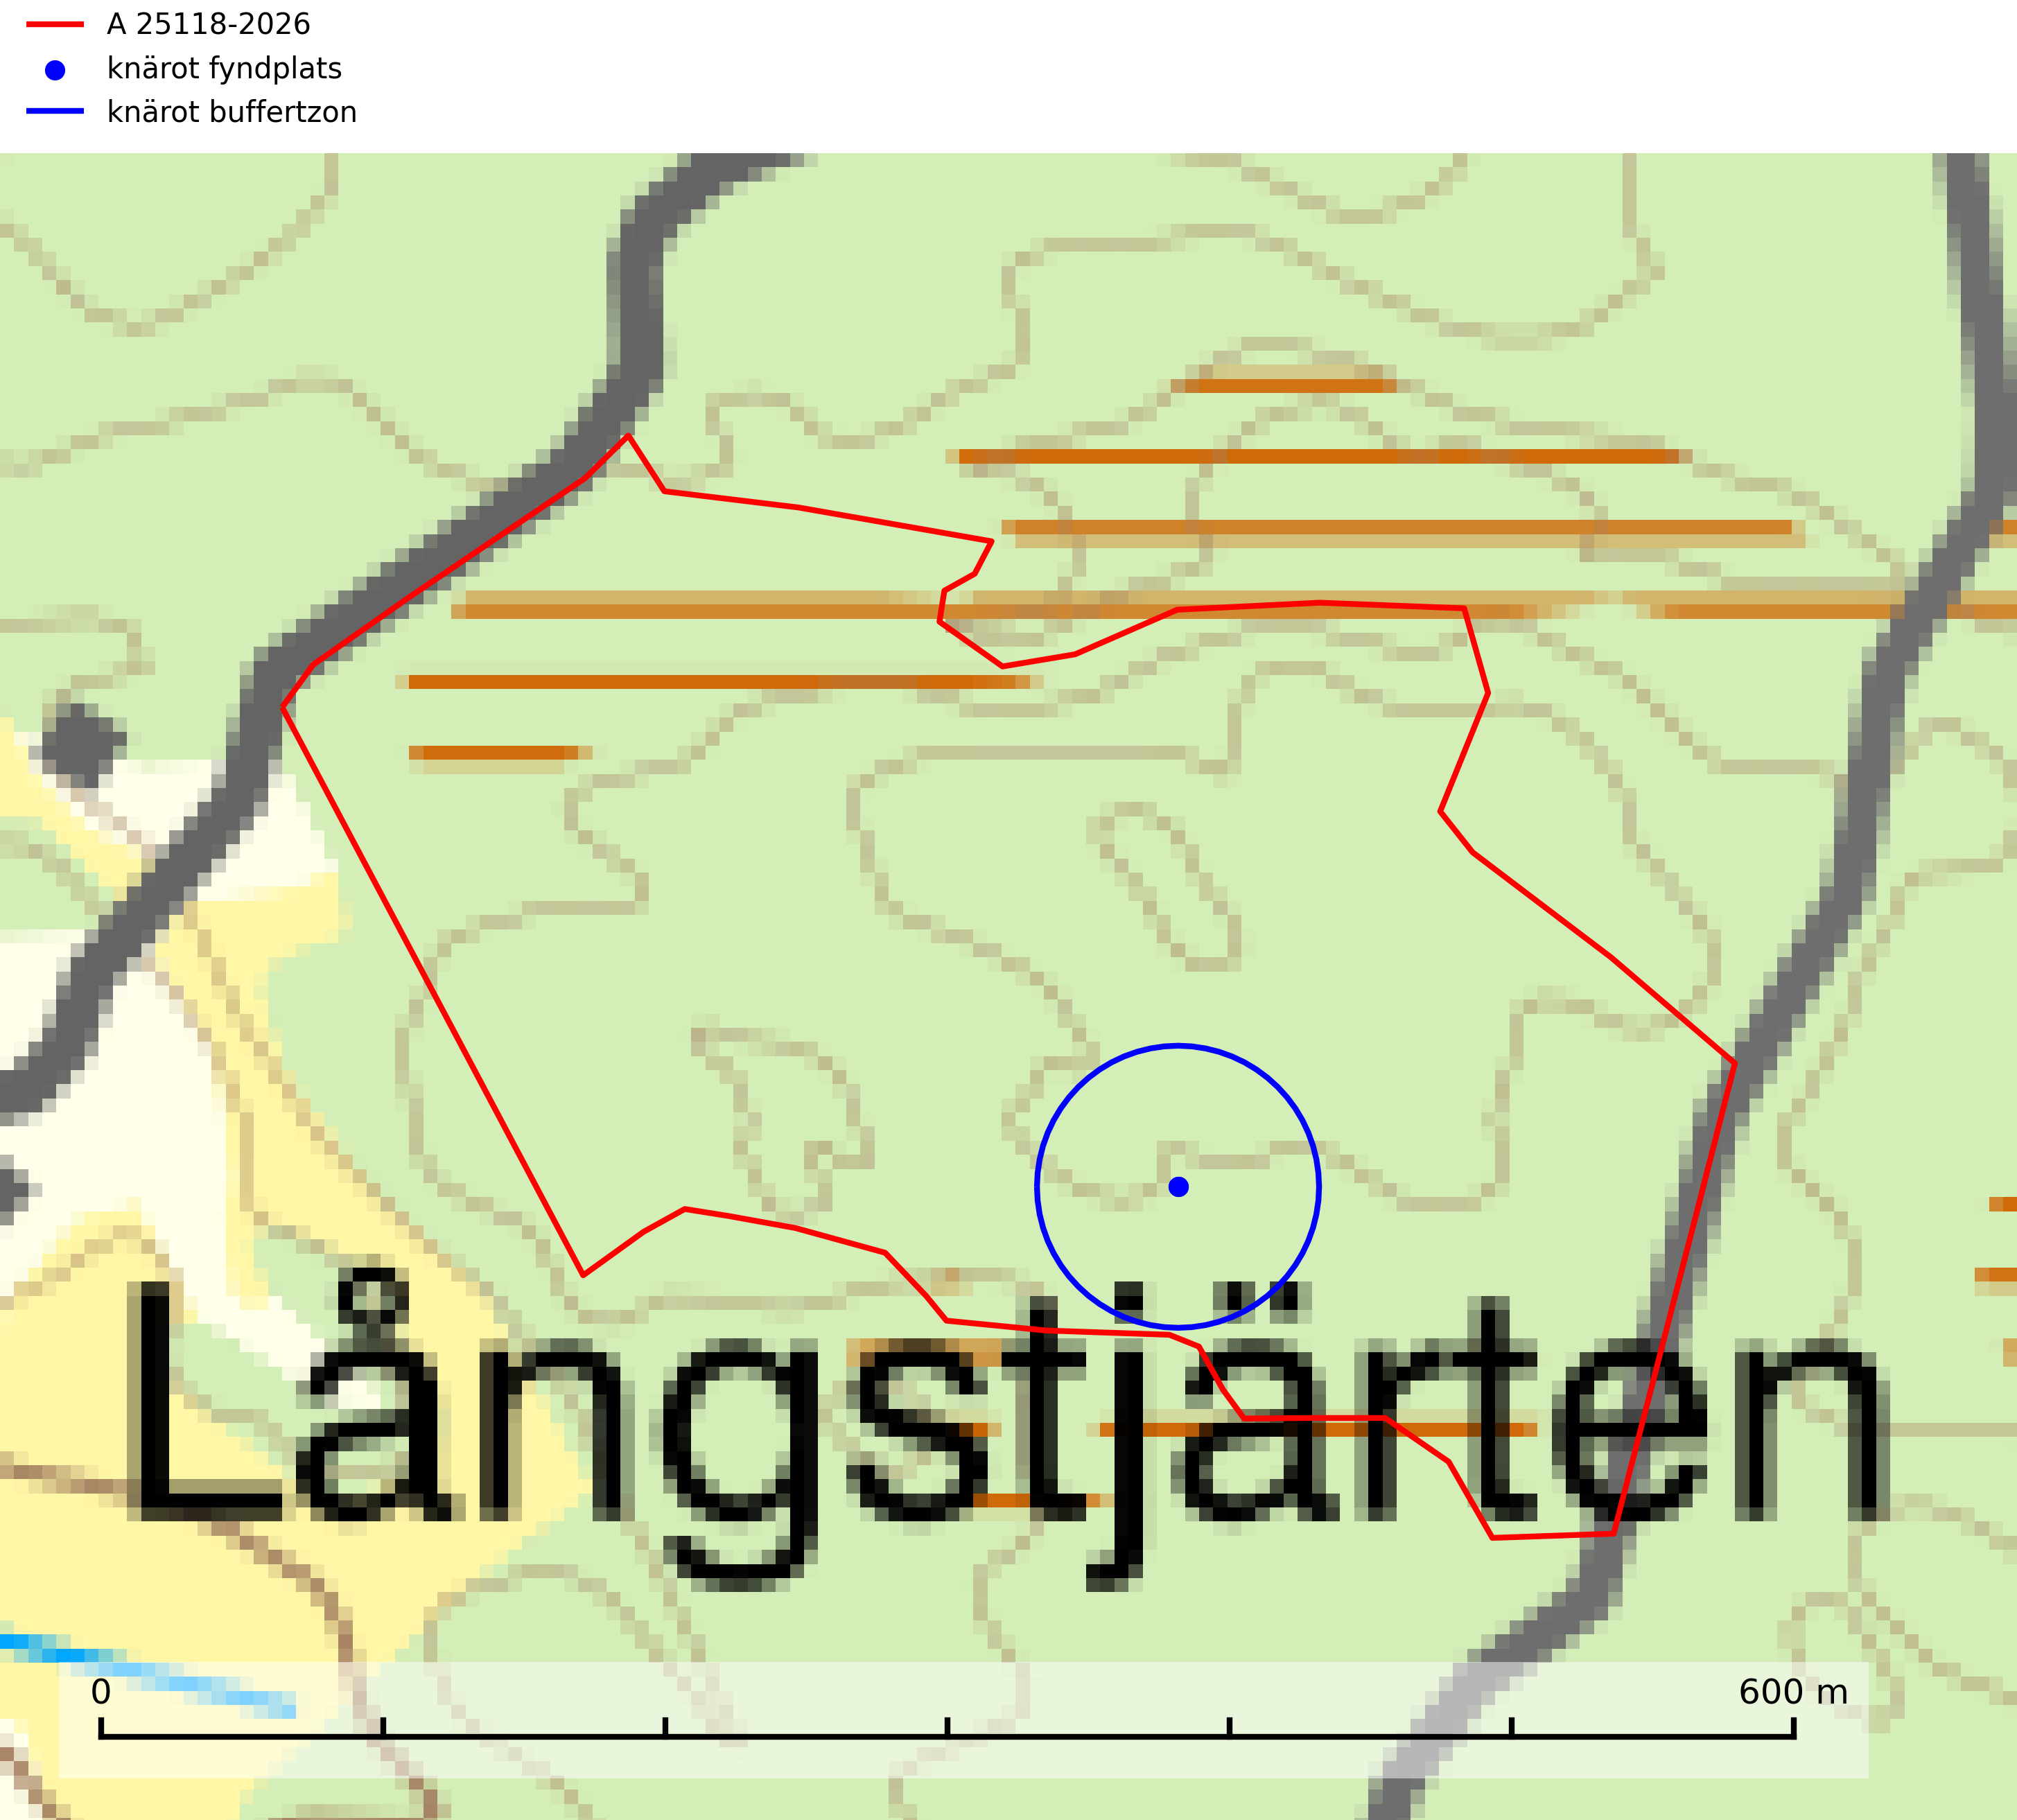 A 25118-2026
knärot fyndplats
knärot buffertzon
Långstjärten
0 600 m